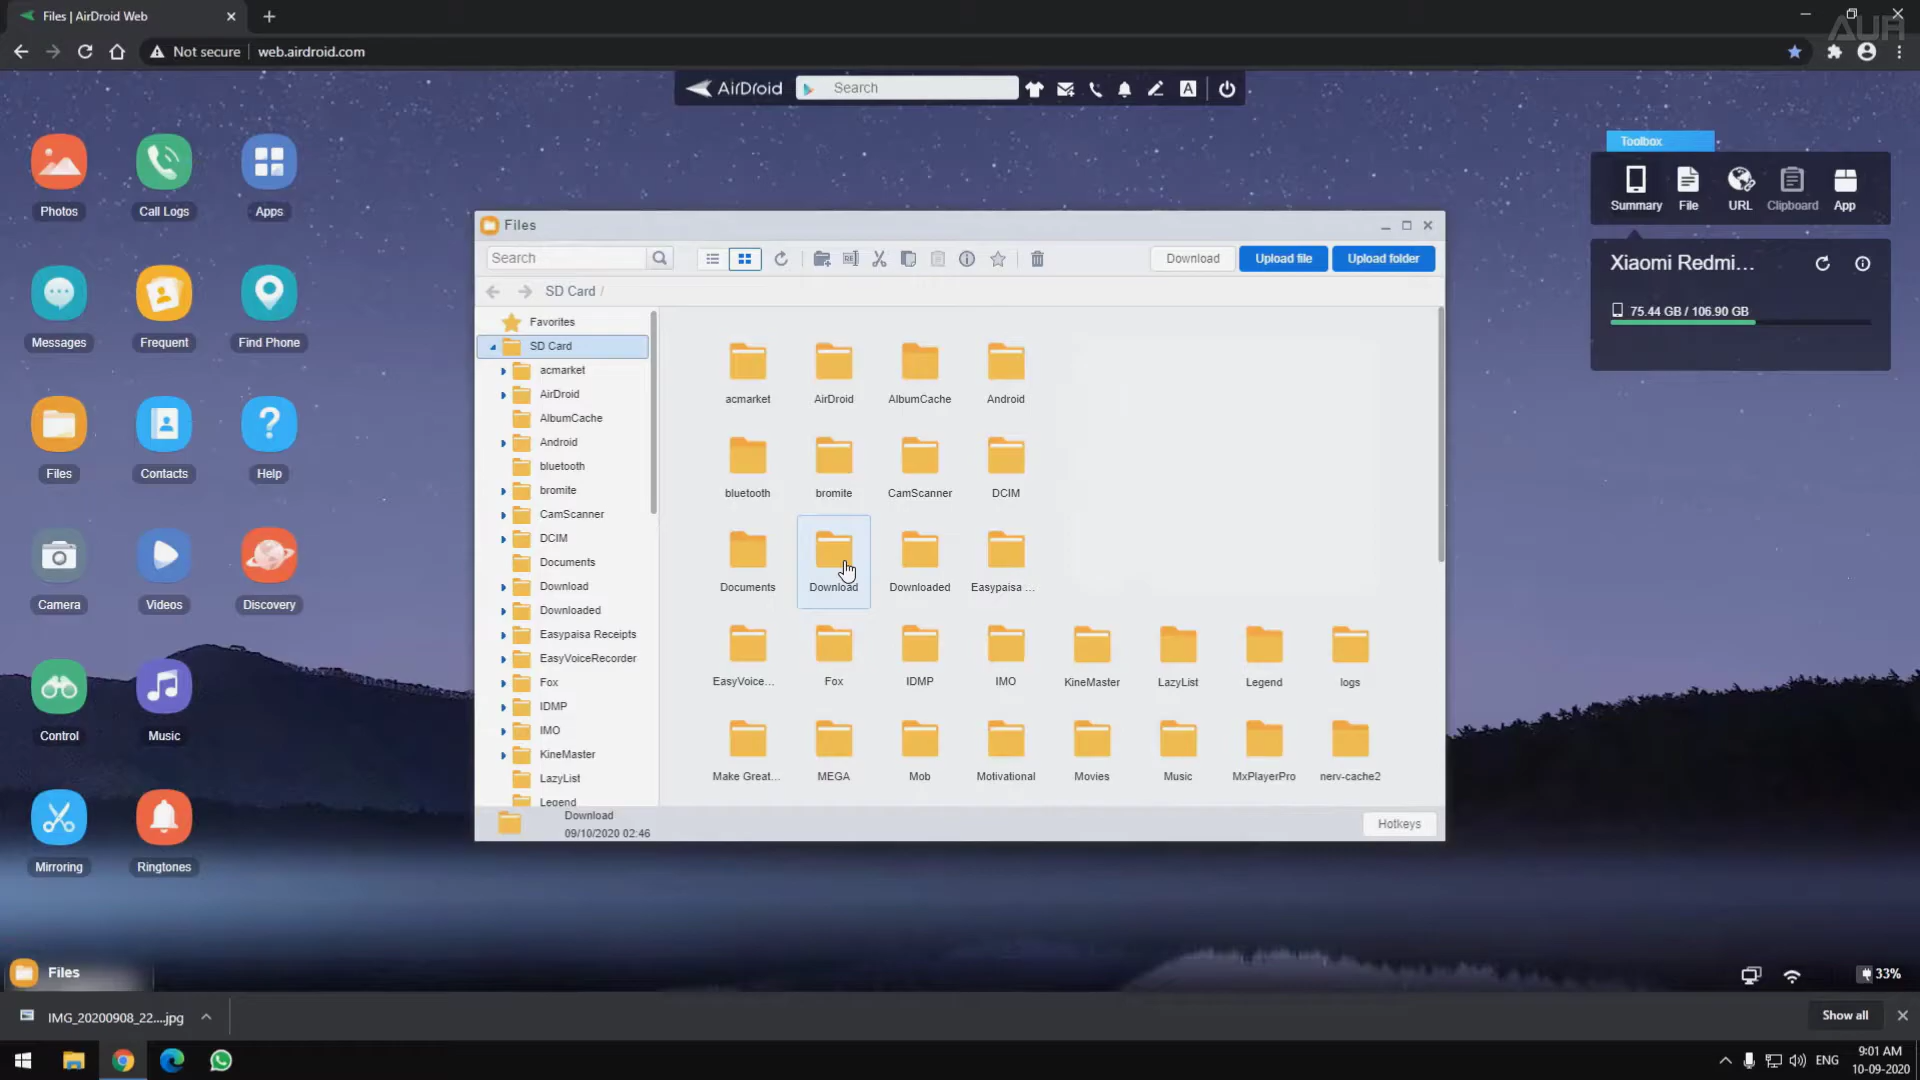 Files | AirDroid Web
AUR
Not secure
web.airdroid.com
AirDroid
Search
A
Photos
Call Logs
Apps
Messages
Frequent
Find Phone
Files
Contacts
Help
Camera
Videos
Discovery
Control
Music
Mirroring
Ringtones
Toolbox
Summary
File
URL
Clipboard
App
Xiaomi Redmi...
75.44 GB / 106.90 GB
Files
Search
Download
Upload file
Upload folder
SD Card /
Favorites
SD Card
acmarket
AirDroid
AlbumCache
Android
bluetooth
bromite
CamScanner
DCIM
Documents
Download
Downloaded
Easypaisa Receipts
EasyVoiceRecorder
Fox
IDMP
IMO
KineMaster
LazyList
Legend
acmarket
AirDroid
AlbumCache
Android
bluetooth
bromite
CamScanner
DCIM
Documents
Download
Downloaded
Easypaisa ...
EasyVoice...
Fox
IDMP
IMO
KineMaster
LazyList
Legend
logs
Make Great...
MEGA
Mob
Motivational
Movies
Music
MxPlayerPro
nerv-cache2
Download
09/10/2020 02:46
Hotkeys
Files
33%
IMG_20200908_22....jpg
Show all
ENG
9:01 AM
10-09-2020